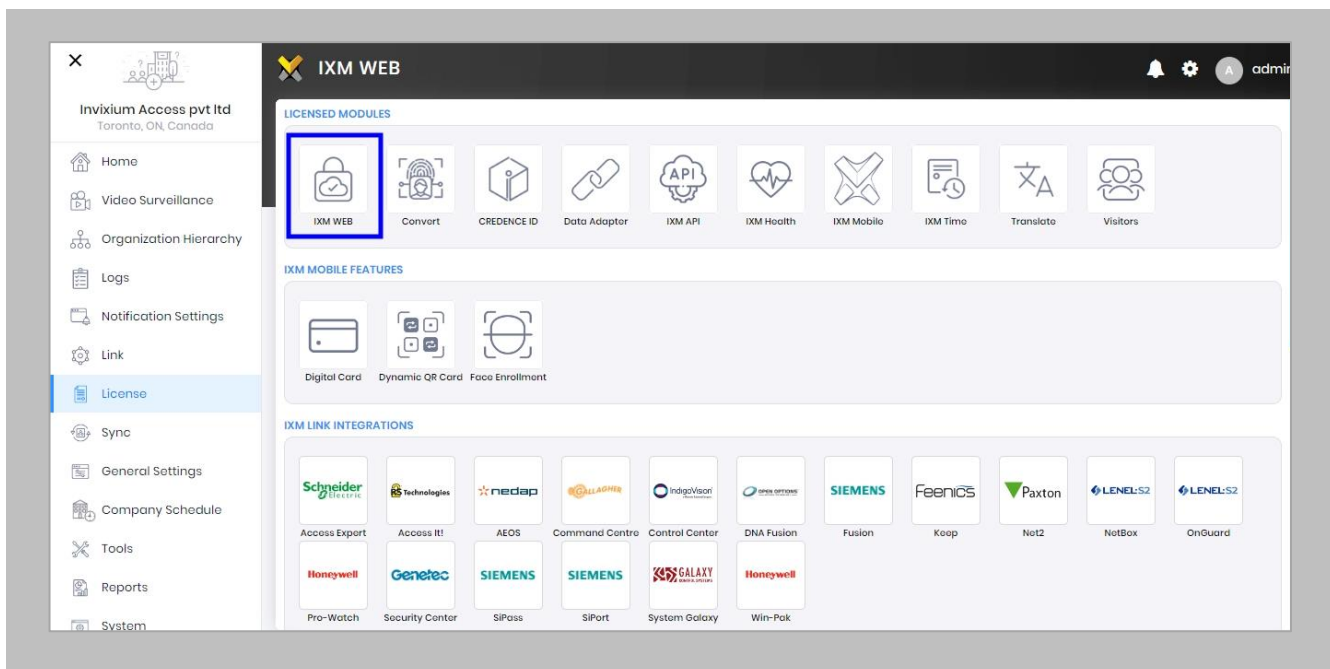 Invixium Access pvt ltd
Toronto, ON, Canada
Home
Video Surveillance
Organization Hierarchy
Logs
Notification Settings
Link
License
Sync
General Settings
Company Schedule
Tools
Reports
System
IXM WEB
A admin
LICENSED MODULES
API
文A
IXM WEB Convert CREDENCE ID Data Adapter IXM API IXM Health IXM Mobile IXM Time Translate Visitors
IXM MOBILE FEATURES
Digital Card Dynamic QR Card Face Enrollment
IXM LINK INTEGRATIONS
Schneider Electric RS Technologies nedap GALLAGHER IndigoVision OPEN OPTIONS SIEMENS Feenics Paxton LENEL:S2 LENEL:S2
Access Expert Access It! AEOS Command Centre Control Center DNA Fusion Fusion Keep Net2 NetBox OnGuard
Honeywell Genetec SIEMENS SIEMENS GALAXY Honeywell
Pro-Watch Security Center SiPass SiPort System Galaxy Win-Pak